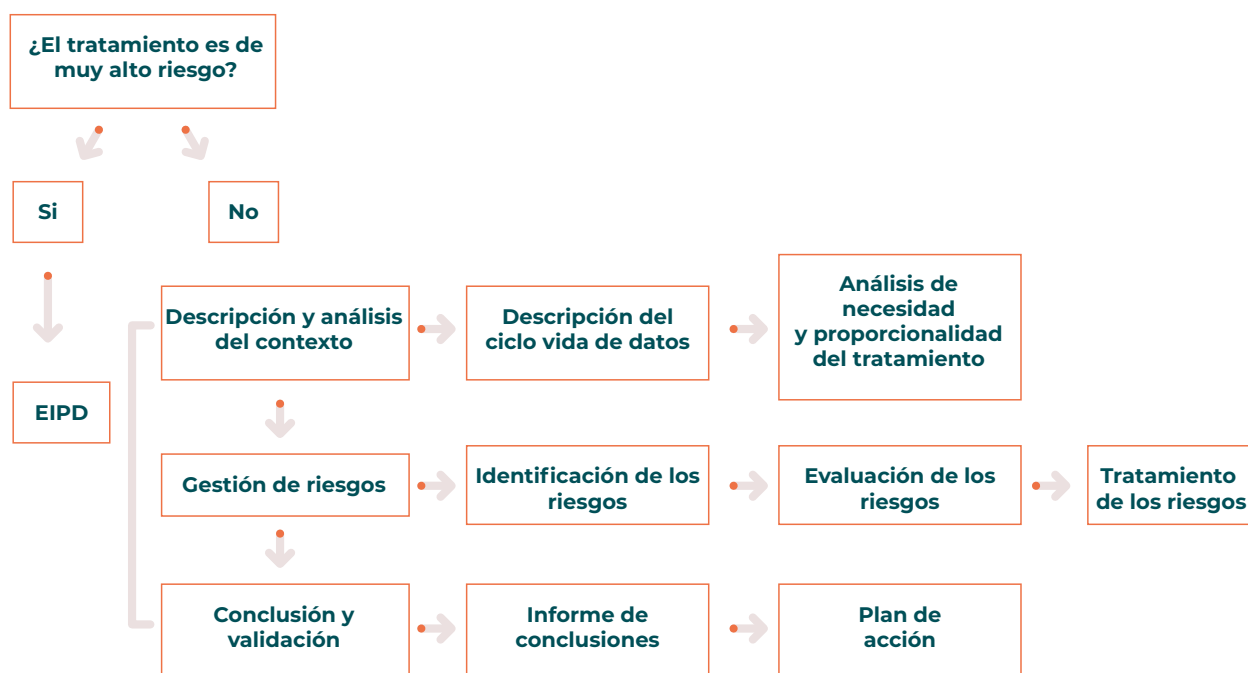 ¿El tratamiento es de
muy alto riesgo?
Si
No
Descripción y análisis
del contexto
Descripción del
ciclo vida de datos
Análisis de
necesidad
y proporcionalidad
del tratamiento
EIPD
Gestión de riesgos
Identificación de los
riesgos
Evaluación de los
riesgos
Tratamiento
de los riesgos
Conclusión y
validación
Informe de
conclusiones
Plan de
acción